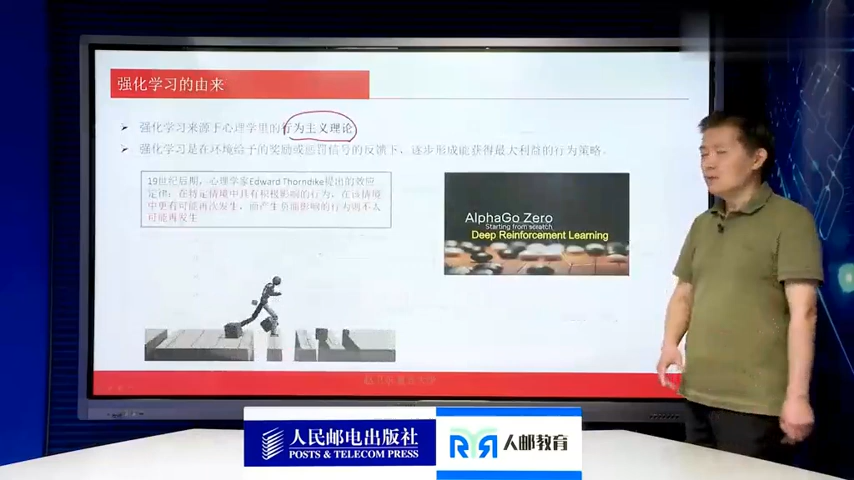 强化学习的由来
➢ 强化学习来源于心理学里的行为主义理论
➢ 强化学习是在环境给予的奖励或惩罚信号的反馈下，逐步形成能获得最大利益的行为策略。
19世纪后期，心理学家Edward Thorndike提出的效应
定律：在特定情境中具有积极影响的行为，在该情境
中更有可能再次发生，而产生负面影响的行为则不太
可能再发生
AlphaGo Zero
Starting from scratch
Deep Reinforcement Learning
人民邮电出版社
POSTS & TELECOM PRESS
RYJR 人邮教育